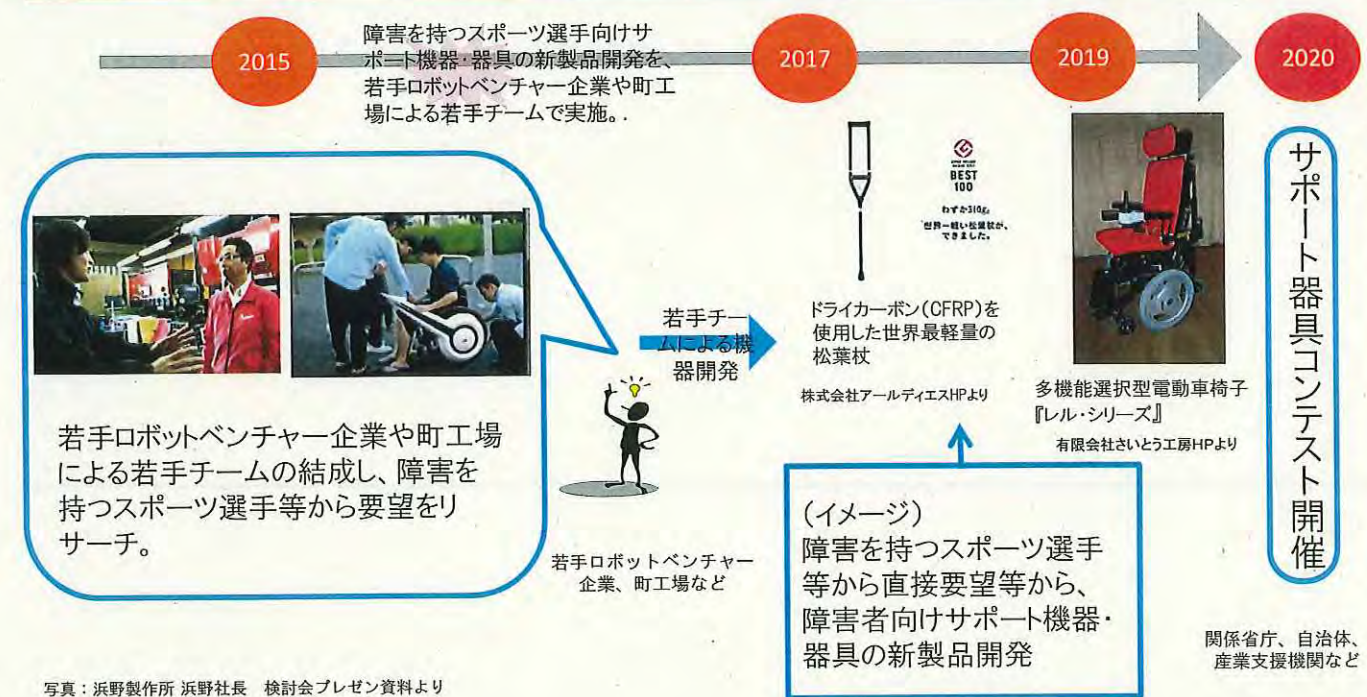 2015
障害を持つスポーツ選手向けサ
ポート機器・器具の新製品開発を、
若手ロボットベンチャー企業や町工
場による若手チームで実施。.
2017
2019
2020
若手ロボットベンチャー企業や町工場
による若手チームの結成し、障害を
持つスポーツ選手等から要望をリ
サーチ。
若手チー
ムによる機
器開発
若手ロボットベンチャー
企業、町工場など
BEST
100
わずか310g。
世界一軽い松葉杖が、
できました。
ドライカーボン(CFRP)を
使用した世界最軽量の
松葉杖
株式会社アールディエスHPより
多機能選択型電動車椅子
『レル・シリーズ』
有限会社さいとう工房HPより
(イメージ)
障害を持つスポーツ選手
等から直接要望等から、
障害者向けサポート機器・
器具の新製品開発
サポート器具コンテスト開催
関係省庁、自治体、
産業支援機関など
写真：浜野製作所 浜野社長 検討会プレゼン資料より